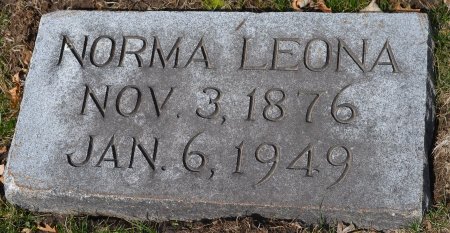 NORMA LEONA
NOV. 3, 1876
JAN. 6, 1949